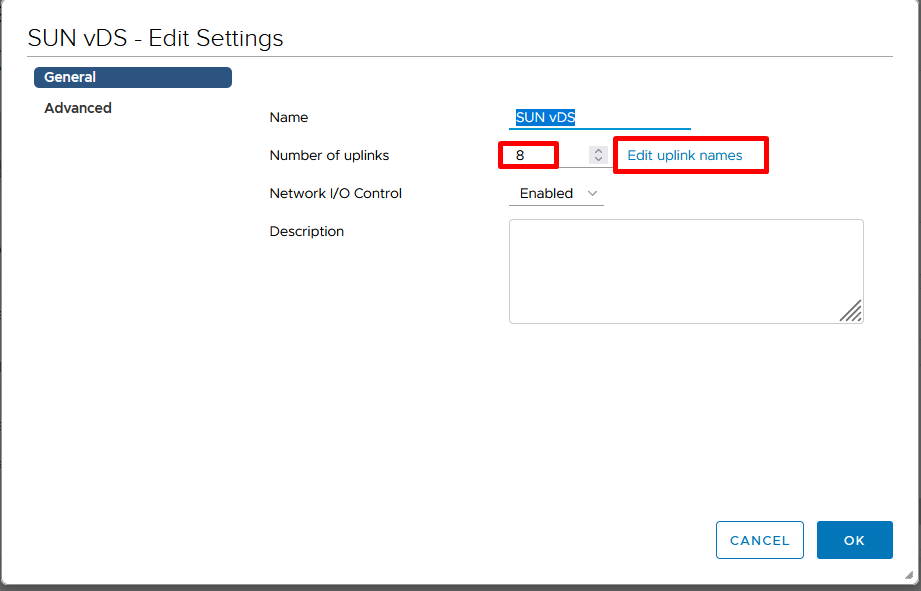 SUN vDS - Edit Settings
General
Advanced
Name
SUN vDS
Number of uplinks
8
Edit uplink names
Network I/O Control
Enabled
Description
CANCEL
OK